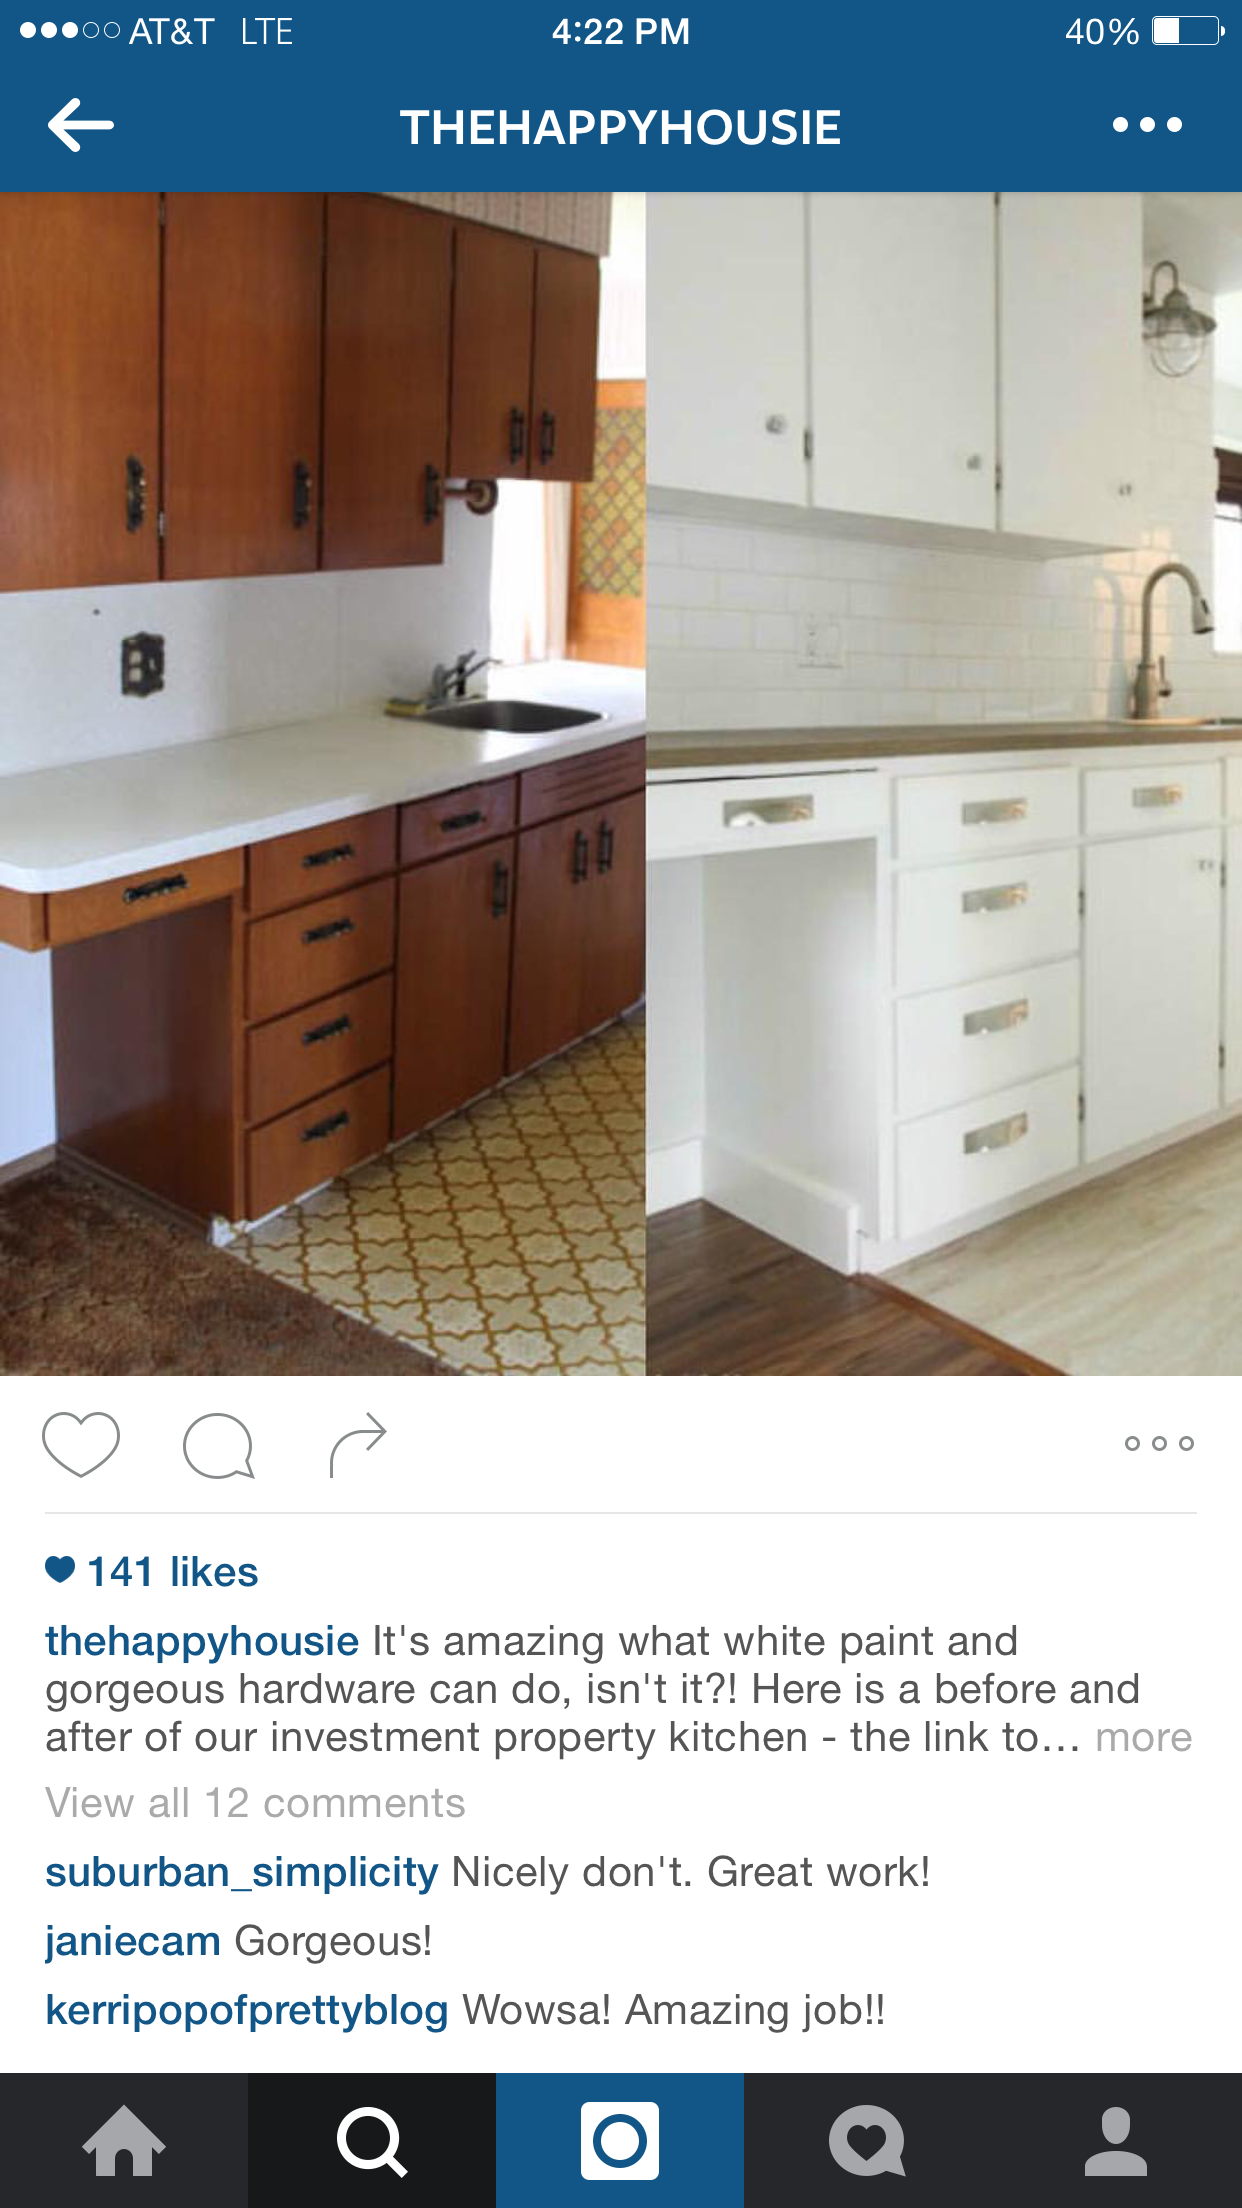 AT&T LTE 4:22 PM 40%
THEHAPPYHOUSIE
141 likes
thehappyhousie It's amazing what white paint and
gorgeous hardware can do, isn't it?! Here is a before and
after of our investment property kitchen - the link to... more
View all 12 comments
suburban_simplicity Nicely don't. Great work!
janiecam Gorgeous!
kerripopofprettyblog Wowsa! Amazing job!!